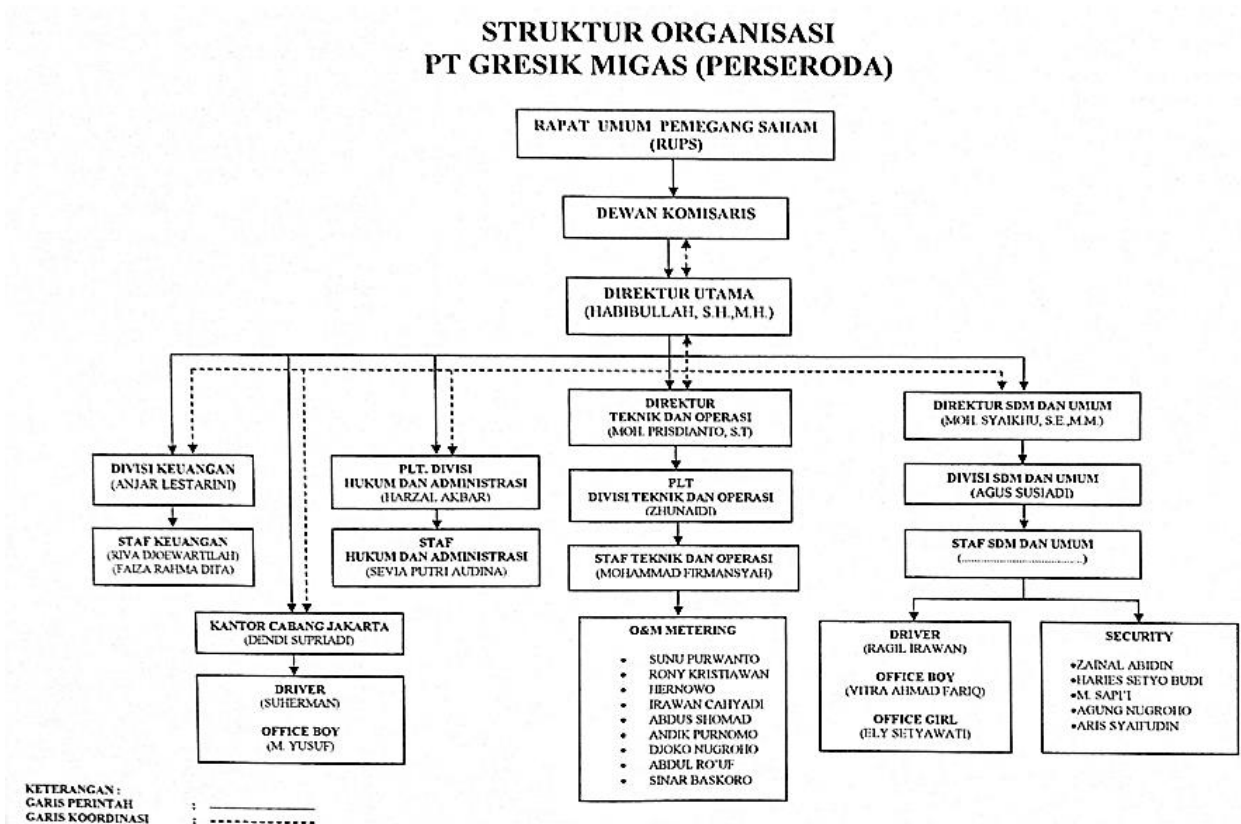 STRUKTUR ORGANISASI
PT GRESIK MIGAS (PERSERODA)
RAPAT UMUM PEMEGANG SAHAM
(RUPS)
DEWAN KOMISARIS
DIREKTUR UTAMA
(HABIBULLAH, S.H.,M.H.)
DIREKTUR
TEKNIK DAN OPERASI
(MOH. PRISDIANTO, S.T)
DIREKTUR SDM DAN UMUM
(MOH. SYAIKHU, S.E.,M.M.)
DIVISI KEUANGAN
(ANJAR LESTARINI)
PLT. DIVISI
HUKUM DAN ADMINISTRASI
(HARZAL AKBAR)
PLT
DIVISI TEKNIK DAN OPERASI
(ZHUNAIDI)
DIVISI SDM DAN UMUM
(AGUS SUSIADI)
STAF KEUANGAN
(RIVA DJOEWARTILAH)
(FAIZA RAHMA DITA)
STAF
HUKUM DAN ADMINISTRASI
(SEVIA PUTRI AUDINA)
STAF TEKNIK DAN OPERASI
(MOHAMMAD FIRMANSYAH)
STAF SDM DAN UMUM
(.................................)
KANTOR CABANG JAKARTA
(DENDI SUPRIADI)
DRIVER
(SUHERMAN)
OFFICE BOY
(M. YUSUF)
O&M METERING
• SUNU PURWANTO
• RONY KRISTIAWAN
• HERNOWO
• IRAWAN CAHYADI
• ABDUS SHOMAD
• ANDIK PURNOMO
• DJOKO NUGROHO
• ABDUL RO'UF
• SINAR BASKORO
DRIVER
(RAGIL IRAWAN)
OFFICE BOY
(VITRA AHMAD FARIQ)
OFFICE GIRL
(ELY SETYAWATI)
SECURITY
•ZAINAL ABIDIN
•HARIES SETYO BUDI
•M. SAPI'I
•AGUNG NUGROHO
•ARIS SYAIFUDIN
KETERANGAN :
GARIS PERINTAH :
GARIS KOORDINASI :